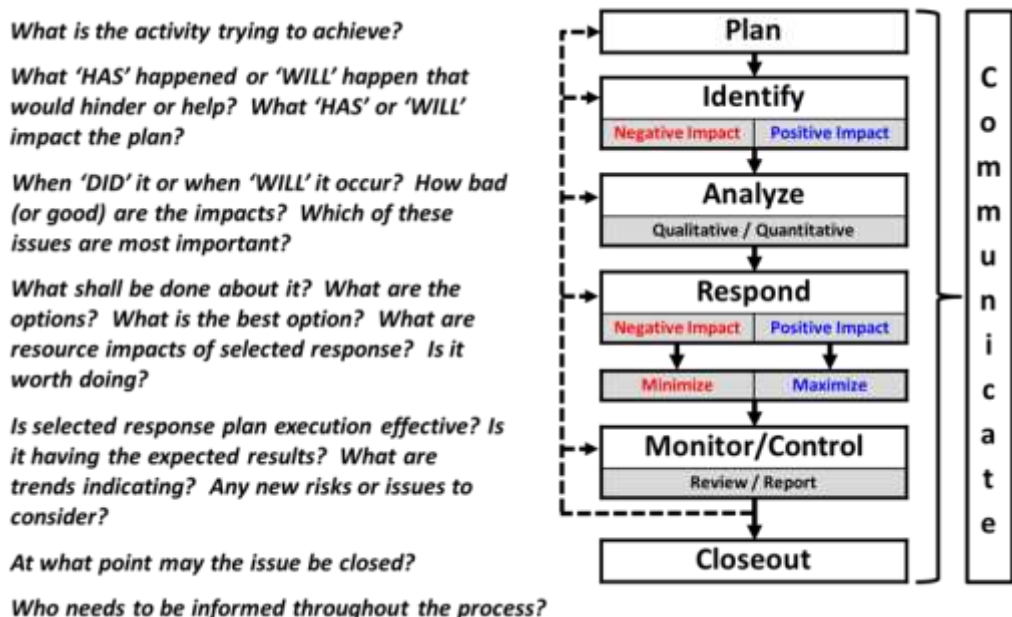 What is the activity trying to achieve?
What ‘HAS’ happened or ‘WILL’ happen that
would hinder or help? What ‘HAS’ or ‘WILL’
impact the plan?
When ‘DID’ it or when ‘WILL’ it occur? How bad
(or good) are the impacts? Which of these
issues are most important?
What shall be done about it? What are the
options? What is the best option? What are
resource impacts of selected response? Is it
worth doing?
Is selected response plan execution effective? Is
it having the expected results? What are
trends indicating? Any new risks or issues to
consider?
At what point may the issue be closed?
Who needs to be informed throughout the process?
Plan
Identify
Negative Impact Positive Impact
Analyze
Qualitative / Quantitative
Respond
Negative Impact Positive Impact
Minimize Maximize
Monitor/Control
Review / Report
Closeout
Communicate